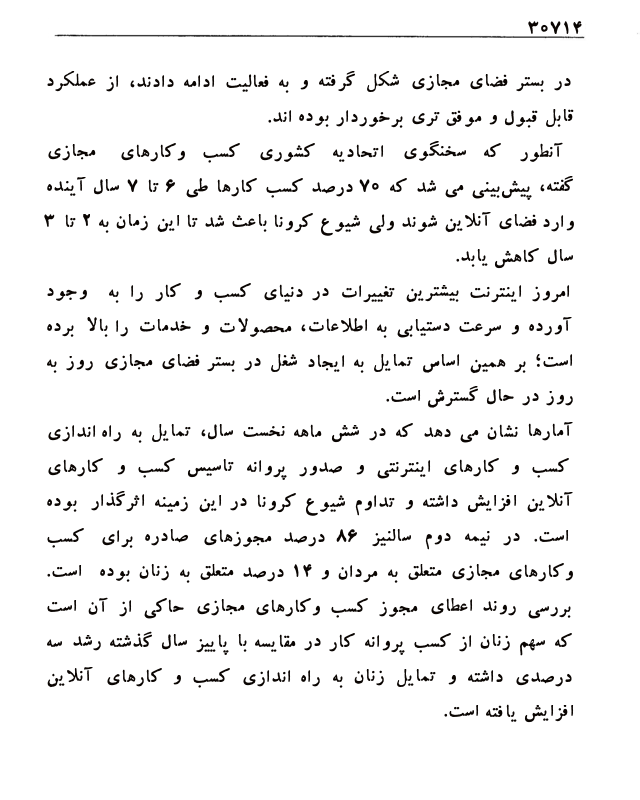 ۳۰۷۱۴
در بستر فضای مجازی شکل گرفته و به فعالیت ادامه دادند، از عملکرد
قابل قبول و موفق تری برخوردار بوده اند.
آنطور که سخنگوی اتحادیه کشوری کسب وکارهای مجازی
گفته، پیش‌بینی می شد که ۷۰ درصد کسب کارها طی ۶ تا ۷ سال آینده
وارد فضای آنلاین شوند ولی شیوع کرونا باعث شد تا این زمان به ۲ تا ۳
سال کاهش یابد.
امروز اینترنت بیشترین تغییرات در دنیای کسب و کار را به وجود
آورده و سرعت دستیابی به اطلاعات، محصولات و خدمات را بالا برده
است؛ بر همین اساس تمایل به ایجاد شغل در بستر فضای مجازی روز به
روز در حال گسترش است.
آمارها نشان می دهد که در شش ماهه نخست سال، تمایل به راه اندازی
کسب و کارهای اینترنتی و صدور پروانه تاسیس کسب و کارهای
آنلاین افزایش داشته و تداوم شیوع کرونا در این زمینه اثرگذار بوده
است. در نیمه دوم سالنیز ۸۶ درصد مجوزهای صادره برای کسب
وکارهای مجازی متعلق به مردان و ۱۴ درصد متعلق به زنان بوده است.
بررسی روند اعطای مجوز کسب وکارهای مجازی حاکی از آن است
که سهم زنان از کسب پروانه کار در مقایسه با پاییز سال گذشته رشد سه
درصدی داشته و تمایل زنان به راه اندازی کسب و کارهای آنلاین
افزایش یافته است.